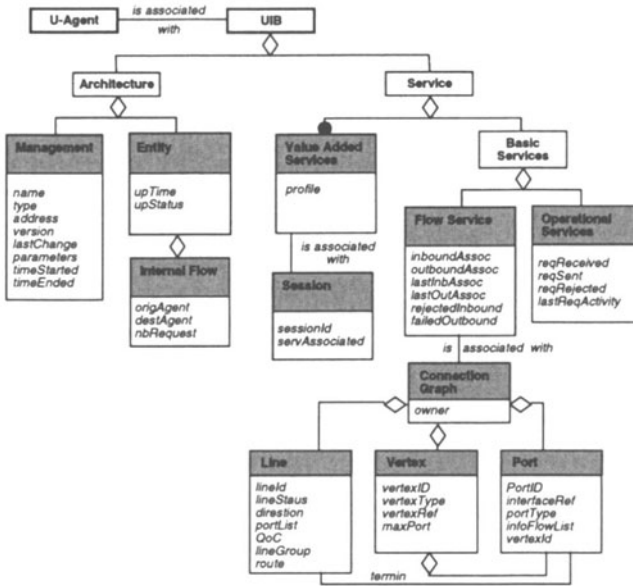 is associated
U-Agent
UIB
with
Architecture
Service
Management
name
type
address
version
lastChange
parameters
timeStarted
timeEnded
Entity
upTime
upStatus
Internal Flow
origAgent
destAgent
nbRequest
Value Added
Services
profile
is associated
with
Session
sessionId
servAssociated
Basic
Services
Flow Service
inboundAssoc
outboundAssoc
lastInbAssoc
lastOutAssoc
rejectedInbound
failedOutbound
Operational
Services
reqReceived
reqSent
reqRejected
lastReqActivity
is associated with
Connection
Graph
owner
Line
lineId
lineStaus
direstion
portList
QoC
lineGroup
route
Vertex
vertexID
vertexType
vertexRef
maxPort
Port
PortID
interfaceRef
portType
infoFlowList
vertexId
termin